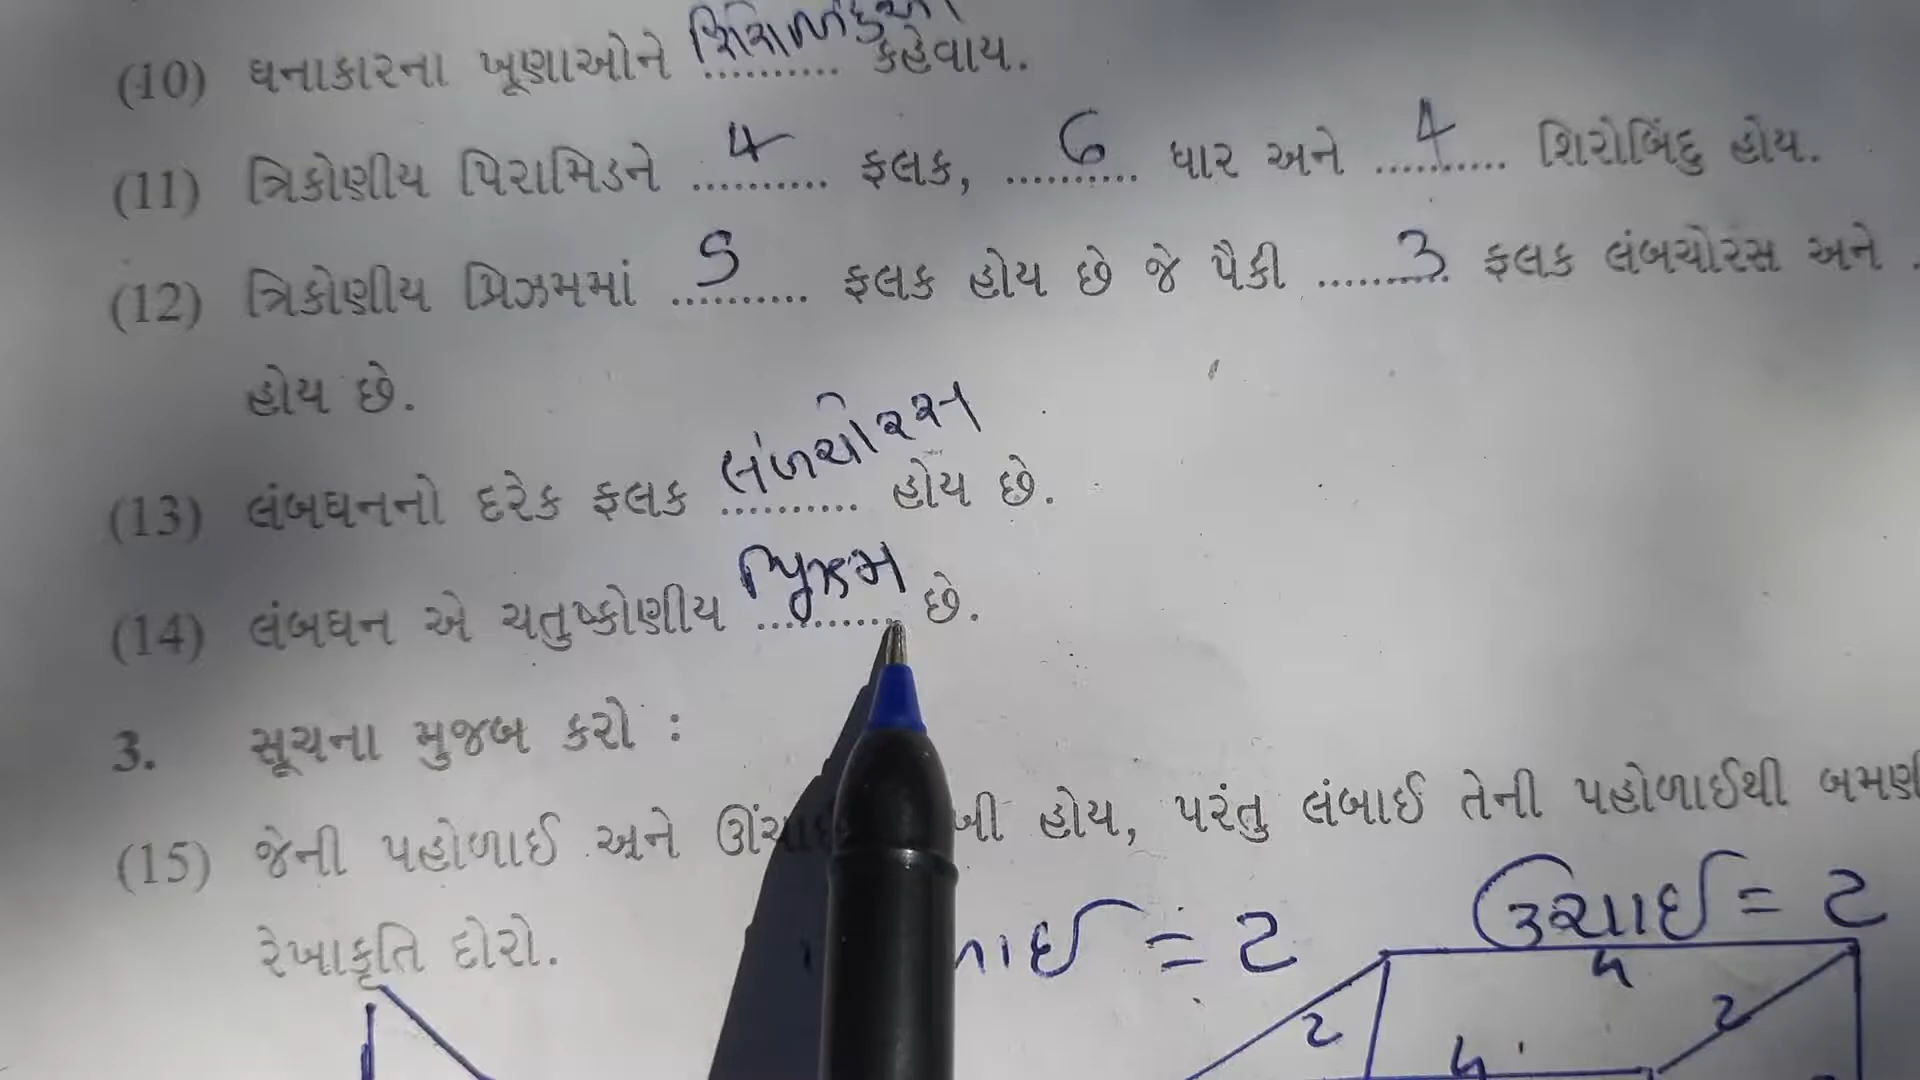 (10) ઘનાકારના ખૂણાઓને શિરોબિંદુઓ કહેવાય.
(11) ત્રિકોણીય પિરામિડને 4 ફલક, 6 ધાર અને 4 શિરોબિંદુ હોય.
(12) ત્રિકોણીય પ્રિઝમમાં 5 ફલક હોય છે જે પૈકી 3 ફલક લંબચોરસ અને
હોય છે.
(13) લંબઘનનો દરેક ફલક લંબચોરસ હોય છે.
(14) લંબઘન એ ચતુષ્કોણીય પ્રિઝમ છે.
3. સૂચના મુજબ કરો :
(15) જેની પહોળાઈ અને હોય, પરંતુ લંબાઈ તેની પહોળાઈથી
રેખાકૃતિ દોરો.
= 2 ઉંચાઈ = 2
4
2 2
4